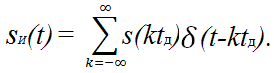 sи(t) = ∑_{k=-∞}^{∞} s(ktд)δ(t-ktд).